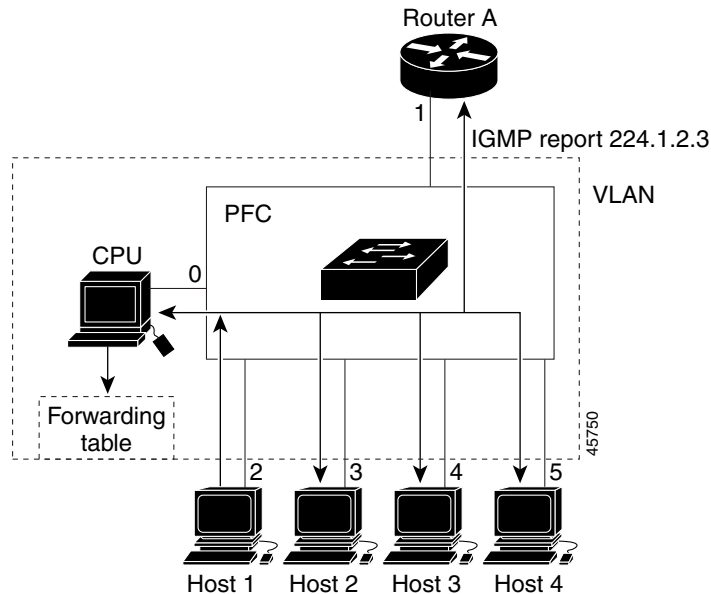 Router A
1
IGMP report 224.1.2.3
VLAN
PFC
CPU
0
Forwarding
table
45750
2
3
4
5
Host 1
Host 2
Host 3
Host 4